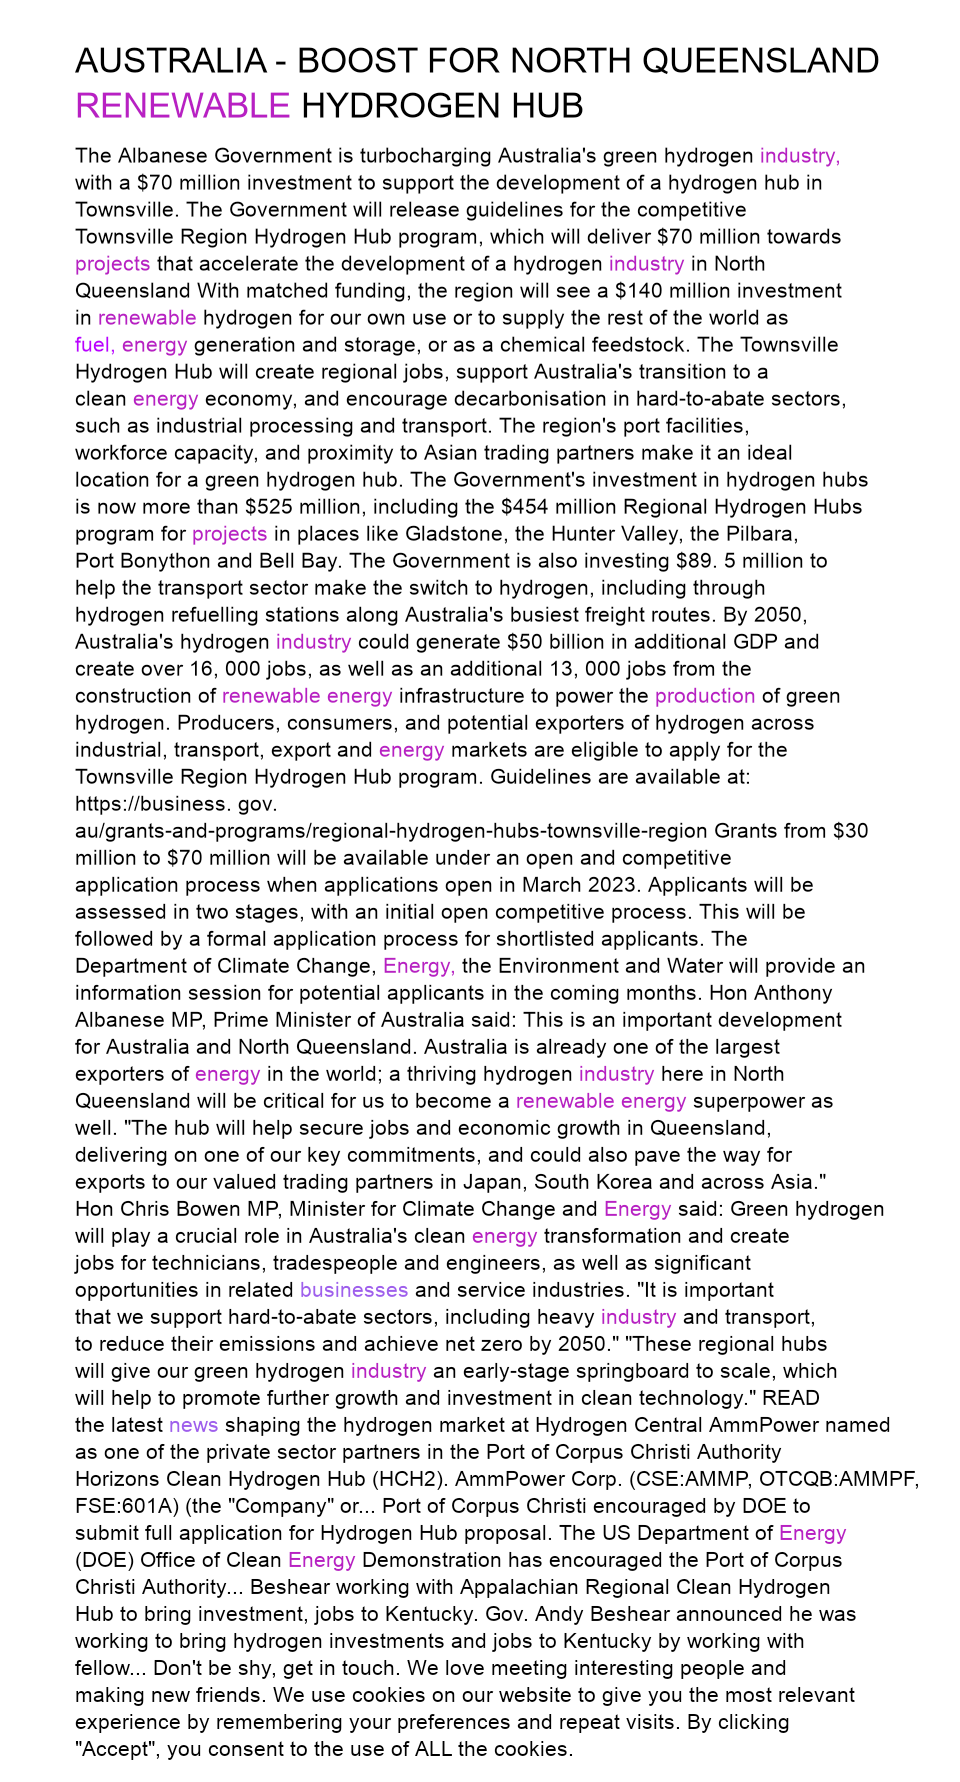 AUSTRALIA - BOOST FOR NORTH QUEENSLAND
RENEWABLE HYDROGEN HUB
The Albanese Government is turbocharging Australia's green hydrogen industry,
with a $70 million investment to support the development of a hydrogen hub in
Townsville. The Government will release guidelines for the competitive
Townsville Region Hydrogen Hub program, which will deliver $70 million towards
projects that accelerate the development of a hydrogen industry in North
Queensland With matched funding, the region will see a $140 million investment
in renewable hydrogen for our own use or to supply the rest of the world as
fuel, energy generation and storage, or as a chemical feedstock. The Townsville
Hydrogen Hub will create regional jobs, support Australia's transition to a
clean energy economy, and encourage decarbonisation in hard-to-abate sectors,
such as industrial processing and transport. The region's port facilities,
workforce capacity, and proximity to Asian trading partners make it an ideal
location for a green hydrogen hub. The Government's investment in hydrogen hubs
is now more than $525 million, including the $454 million Regional Hydrogen Hubs
program for projects in places like Gladstone, the Hunter Valley, the Pilbara,
Port Bonython and Bell Bay. The Government is also investing $89. 5 million to
help the transport sector make the switch to hydrogen, including through
hydrogen refuelling stations along Australia's busiest freight routes. By 2050,
Australia's hydrogen industry could generate $50 billion in additional GDP and
create over 16, 000 jobs, as well as an additional 13, 000 jobs from the
construction of renewable energy infrastructure to power the production of green
hydrogen. Producers, consumers, and potential exporters of hydrogen across
industrial, transport, export and energy markets are eligible to apply for the
Townsville Region Hydrogen Hub program. Guidelines are available at:
https://business. gov.
au/grants-and-programs/regional-hydrogen-hubs-townsville-region Grants from $30
million to $70 million will be available under an open and competitive
application process when applications open in March 2023. Applicants will be
assessed in two stages, with an initial open competitive process. This will be
followed by a formal application process for shortlisted applicants. The
Department of Climate Change, Energy, the Environment and Water will provide an
information session for potential applicants in the coming months. Hon Anthony
Albanese MP, Prime Minister of Australia said: This is an important development
for Australia and North Queensland. Australia is already one of the largest
exporters of energy in the world; a thriving hydrogen industry here in North
Queensland will be critical for us to become a renewable energy superpower as
well. "The hub will help secure jobs and economic growth in Queensland,
delivering on one of our key commitments, and could also pave the way for
exports to our valued trading partners in Japan, South Korea and across Asia."
Hon Chris Bowen MP, Minister for Climate Change and Energy said: Green hydrogen
will play a crucial role in Australia's clean energy transformation and create
jobs for technicians, tradespeople and engineers, as well as significant
opportunities in related businesses and service industries. "It is important
that we support hard-to-abate sectors, including heavy industry and transport,
to reduce their emissions and achieve net zero by 2050." "These regional hubs
will give our green hydrogen industry an early-stage springboard to scale, which
will help to promote further growth and investment in clean technology." READ
the latest news shaping the hydrogen market at Hydrogen Central AmmPower named
as one of the private sector partners in the Port of Corpus Christi Authority
Horizons Clean Hydrogen Hub (HCH2). AmmPower Corp. (CSE:AMMP, OTCQB:AMMPF,
FSE:601A) (the "Company" or... Port of Corpus Christi encouraged by DOE to
submit full application for Hydrogen Hub proposal. The US Department of Energy
(DOE) Office of Clean Energy Demonstration has encouraged the Port of Corpus
Christi Authority... Beshear working with Appalachian Regional Clean Hydrogen
Hub to bring investment, jobs to Kentucky. Gov. Andy Beshear announced he was
working to bring hydrogen investments and jobs to Kentucky by working with
fellow... Don't be shy, get in touch. We love meeting interesting people and
making new friends. We use cookies on our website to give you the most relevant
experience by remembering your preferences and repeat visits. By clicking
"Accept", you consent to the use of ALL the cookies.